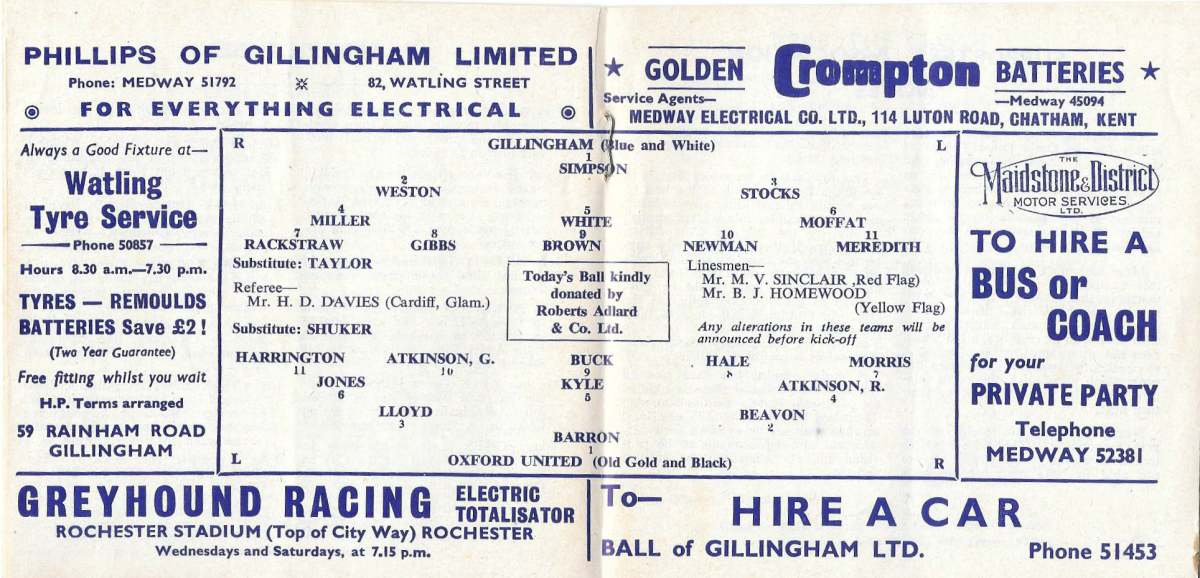 PHILLIPS OF GILLINGHAM LIMITED
Phone: MEDWAY 51792 82, WATLING STREET
FOR EVERYTHING ELECTRICAL
★ GOLDEN Crompton BATTERIES ★
Service Agents— —Medway 45094
MEDWAY ELECTRICAL CO. LTD., 114 LUTON ROAD, CHATHAM, KENT
Always a Good Fixture at—
Watling
Tyre Service
Phone 50857
Hours 8.30 a.m.—7.30 p.m.
TYRES — REMOULDS
BATTERIES Save £2!
(Two Year Guarantee)
Free fitting whilst you wait
H.P. Terms arranged
59 RAINHAM ROAD
GILLINGHAM
R GILLINGHAM (Blue and White) L
1
SIMPSON
2 3
WESTON STOCKS
4 5 6
MILLER WHITE MOFFAT
7 8 9 10 11
RACKSTRAW GIBBS BROWN NEWMAN MEREDITH
Substitute: TAYLOR
Referee—
Mr. H. D. DAVIES (Cardiff, Glam.)
Substitute: SHUKER
Today's Ball kindly
donated by
Roberts Adlard
& Co. Ltd.
Linesmen—
Mr. M. V. SINCLAIR ,Red Flag)
Mr. B. J. HOMEWOOD
(Yellow Flag)
Any alterations in these teams will be
announced before kick-off
HARRINGTON ATKINSON, G. BUCK HALE MORRIS
11 10 9 8 7
JONES KYLE ATKINSON, R.
6 5 4
LLOYD BEAVON
3 2
BARRON
1
L OXFORD UNITED (Old Gold and Black) R
THE
Maidstone & District
MOTOR SERVICES
LTD.
TO HIRE A
BUS or
COACH
for your
PRIVATE PARTY
Telephone
MEDWAY 52381
GREYHOUND RACING ELECTRIC
TOTALISATOR
ROCHESTER STADIUM (Top of City Way) ROCHESTER
Wednesdays and Saturdays, at 7.15 p.m.
To—
HIRE A CAR
BALL of GILLINGHAM LTD. Phone 51453